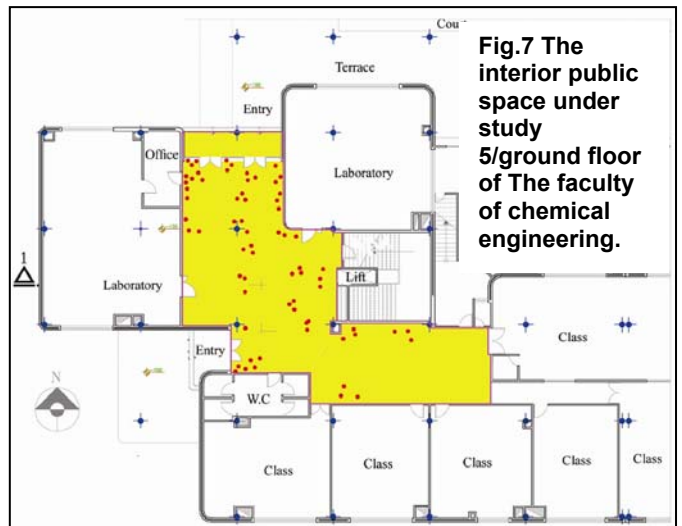 Cour
Terrace
Entry
Fig.7 The
interior public
space under
study
5/ground floor
of The faculty
of chemical
engineering.
Office
Laboratory
1
Laboratory
Lift
Entry
Class
N
W.C
Class
Class
Class
Class
Class